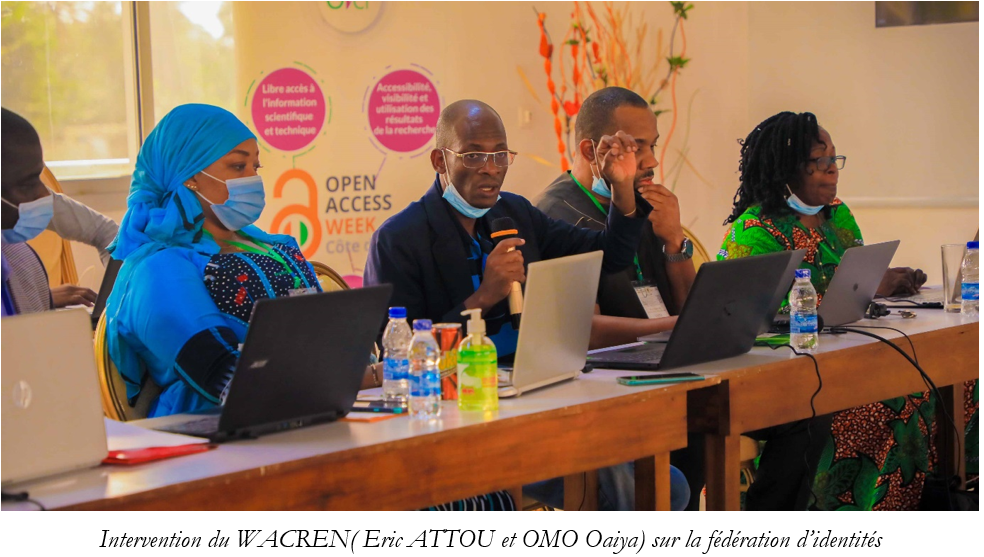 Libre accès à
l'information
scientifique
et technique
Accessibilité,
visibilité et
utilisation des
résultats
de la recherche
OPEN
ACCESS
WEEK
Côte
Intervention du WACREN( Eric ATTOU et OMO Oaiya) sur la fédération d'identités